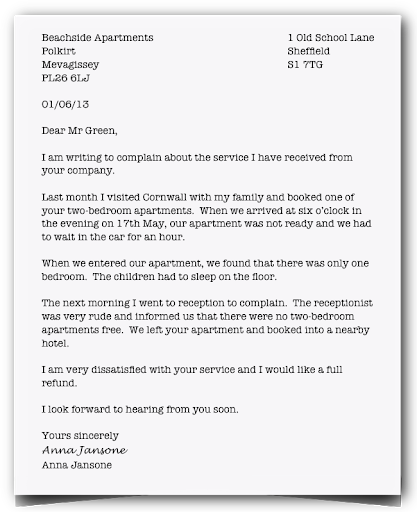 Beachside Apartments 1 Old School Lane
Polkirt Sheffield
Mevagissey S1 7TG
PL26 6LJ
01/06/13
Dear Mr Green,
I am writing to complain about the service I have received from
your company.
Last month I visited Cornwall with my family and booked one of
your two-bedroom apartments. When we arrived at six o'clock in
the evening on 17th May, our apartment was not ready and we had
to wait in the car for an hour.
When we entered our apartment, we found that there was only one
bedroom. The children had to sleep on the floor.
The next morning I went to reception to complain. The receptionist
was very rude and informed us that there were no two-bedroom
apartments free. We left your apartment and booked into a nearby
hotel.
I am very dissatisfied with your service and I would like a full
refund.
I look forward to hearing from you soon.
Yours sincerely
Anna Jansone
Anna Jansone